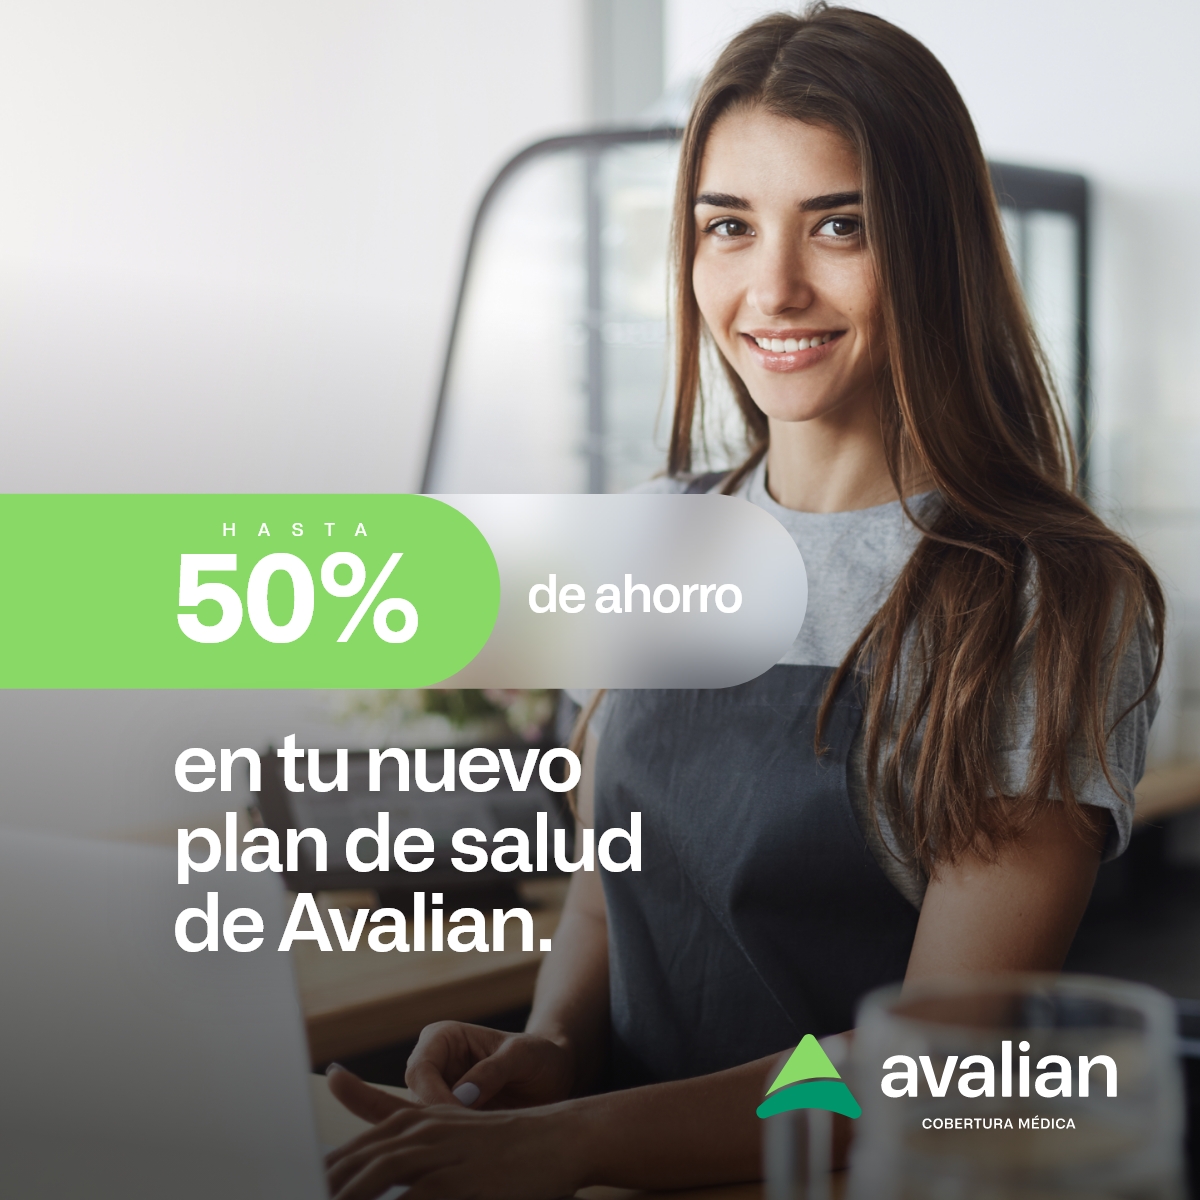 HASTA
50%
de ahorro
en tu nuevo
plan de salud
de Avalian.
avalian
COBERTURA MÉDICA